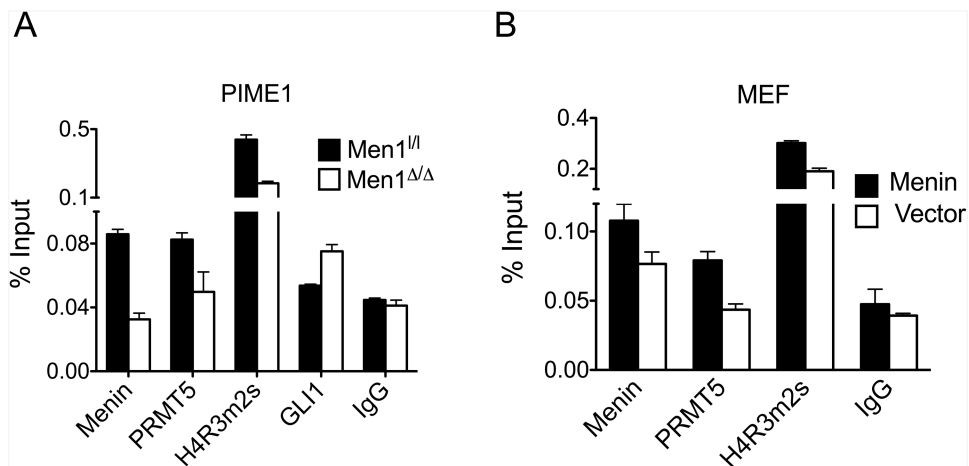 A
PIME1
% Input
0.5
0.1
0.08
0.04
0.00
Men1l/l
Men1Δ/Δ
Menin
PRMT5
H4R3m2s
GLI1
IgG
B
MEF
% Input
0.4
0.2
0.10
0.05
0.00
Menin
Vector
Menin
PRMT5
H4R3m2s
IgG